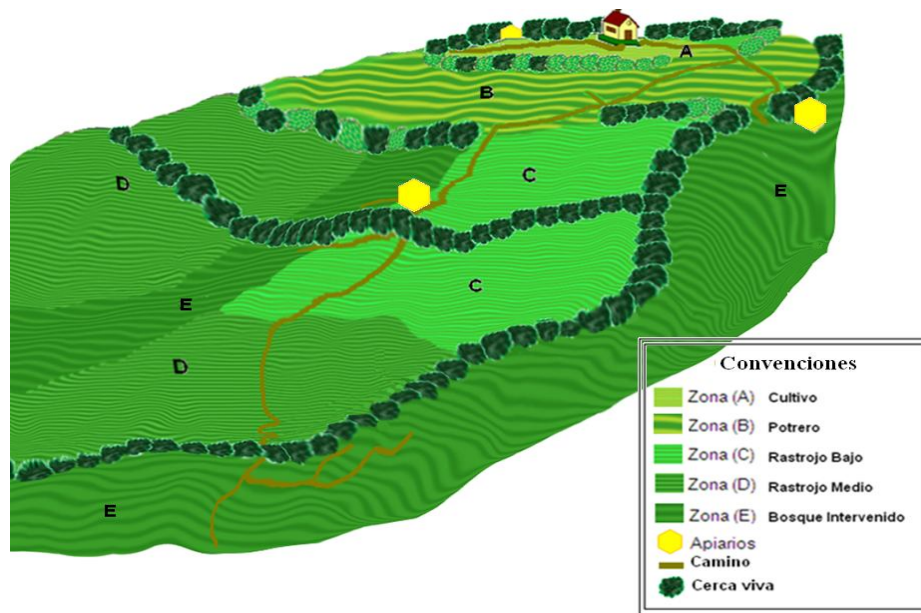 A
B
D
C
E
C
E
D
E
Convenciones
Zona (A) Cultivo
Zona (B) Potrero
Zona (C) Rastrojo Bajo
Zona (D) Rastrojo Medio
Zona (E) Bosque Intervenido
Apiarios
Camino
Cerca viva